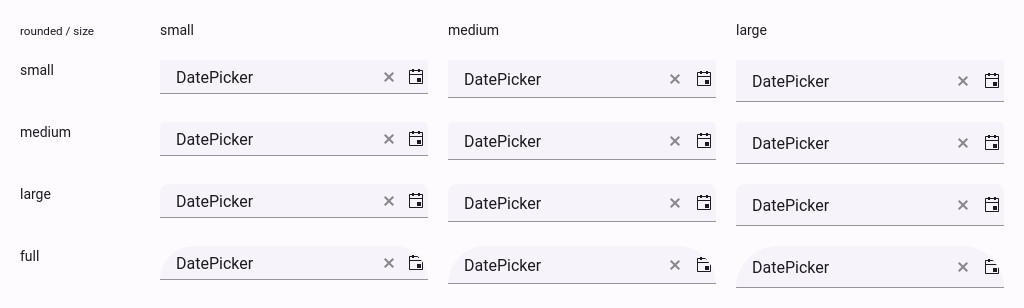 rounded / size small medium large
small DatePicker DatePicker DatePicker
medium DatePicker DatePicker DatePicker
large DatePicker DatePicker DatePicker
full DatePicker DatePicker DatePicker